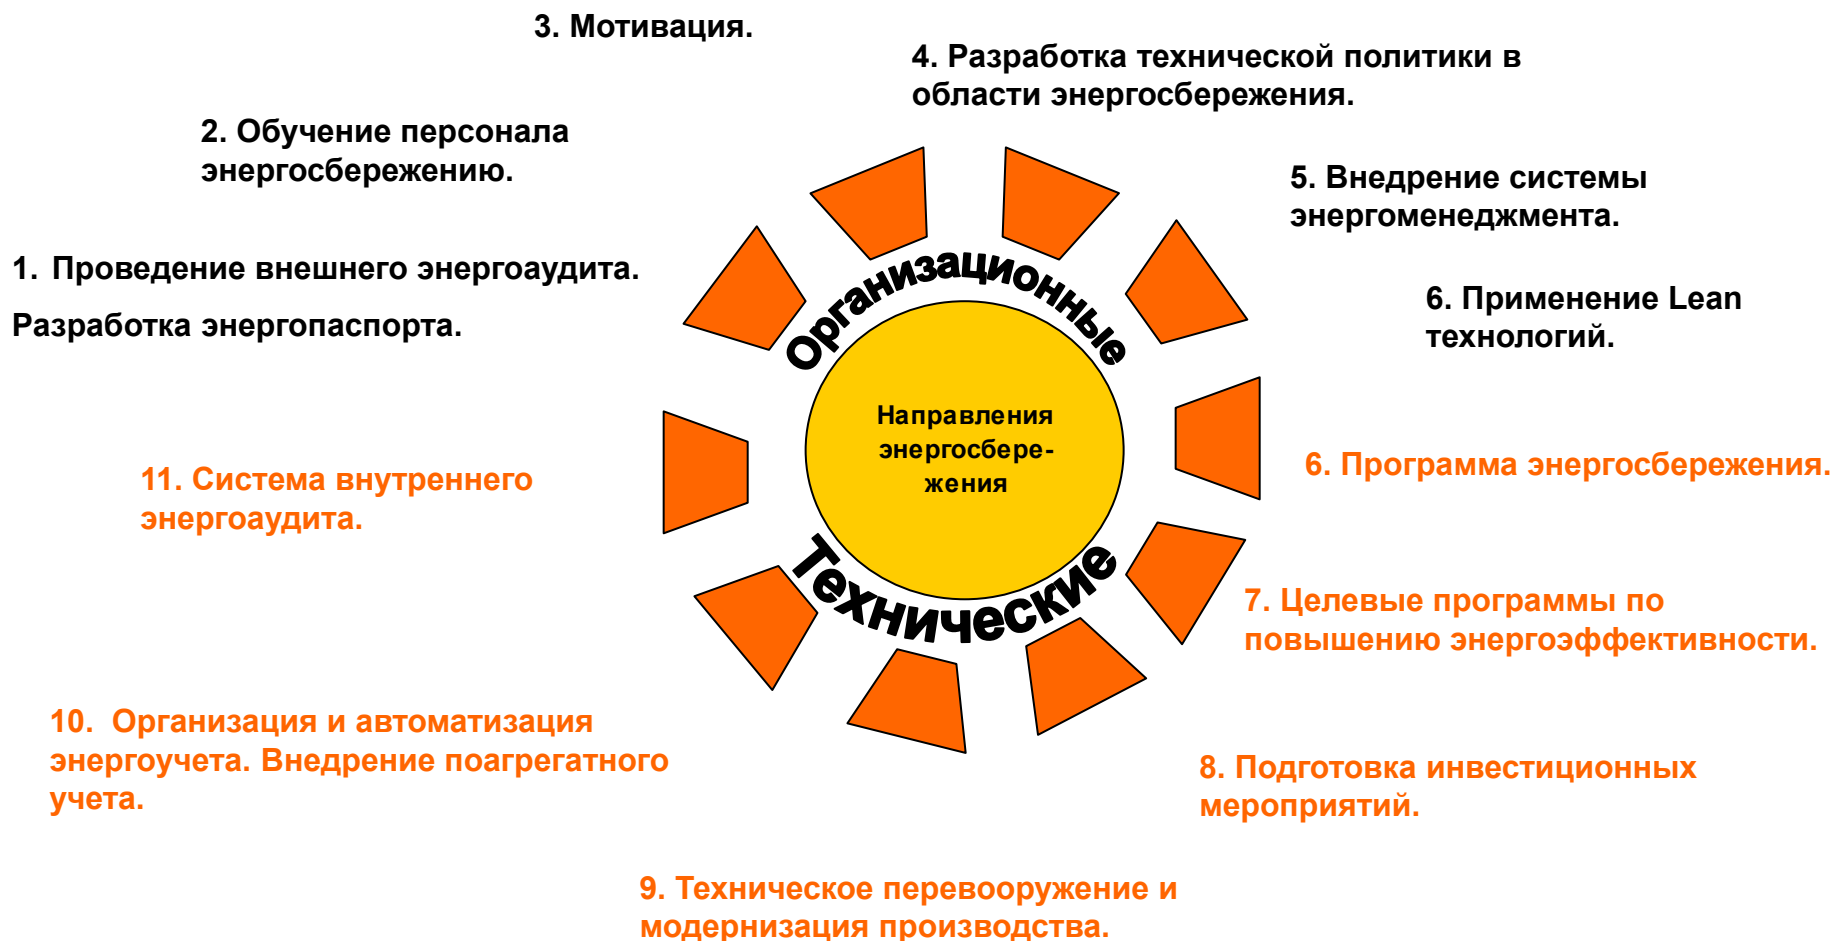 3. Мотивация.
4. Разработка технической политики в
области энергосбережения.
2. Обучение персонала
энергосбережению.
5. Внедрение системы
энергоменеджмента.
1. Проведение внешнего энергоаудита.
Разработка энергопаспорта.
6. Применение Lean
технологий.
Организационные
Направления
энергосбере-
жения
Технические
6. Программа энергосбережения.
11. Система внутреннего
энергоаудита.
7. Целевые программы по
повышению энергоэффективности.
10. Организация и автоматизация
энергоучета. Внедрение поагрегатного
учета.
8. Подготовка инвестиционных
мероприятий.
9. Техническое перевооружение и
модернизация производства.